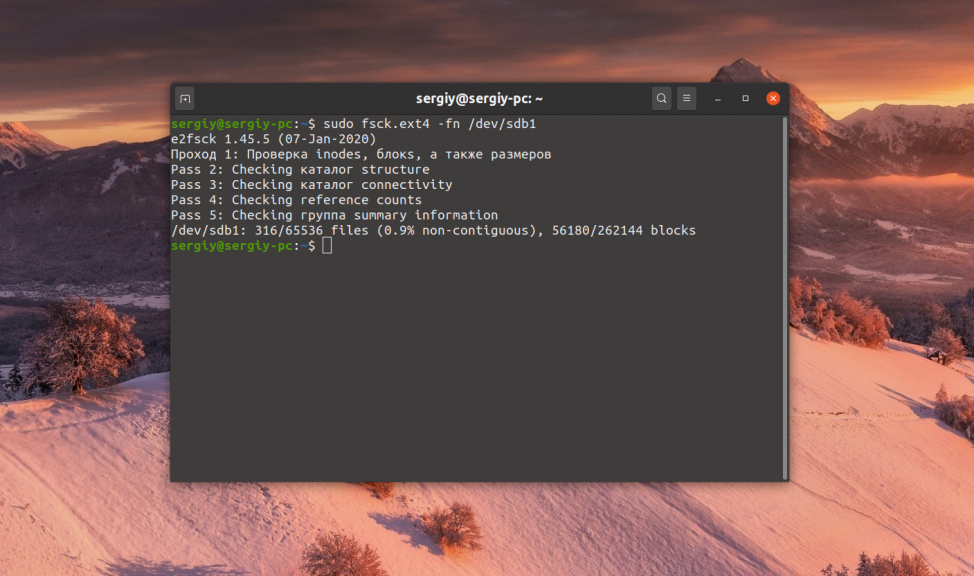 sergiy@sergiy-pc: ~
sergiy@sergiy-pc:~$ sudo fsck.ext4 -fn /dev/sdb1
e2fsck 1.45.5 (07-Jan-2020)
Проход 1: Проверка inodes, блокs, а также размеров
Pass 2: Checking каталог structure
Pass 3: Checking каталог connectivity
Pass 4: Checking reference counts
Pass 5: Checking группа summary information
/dev/sdb1: 316/65536 files (0.9% non-contiguous), 56180/262144 blocks
sergiy@sergiy-pc:~$